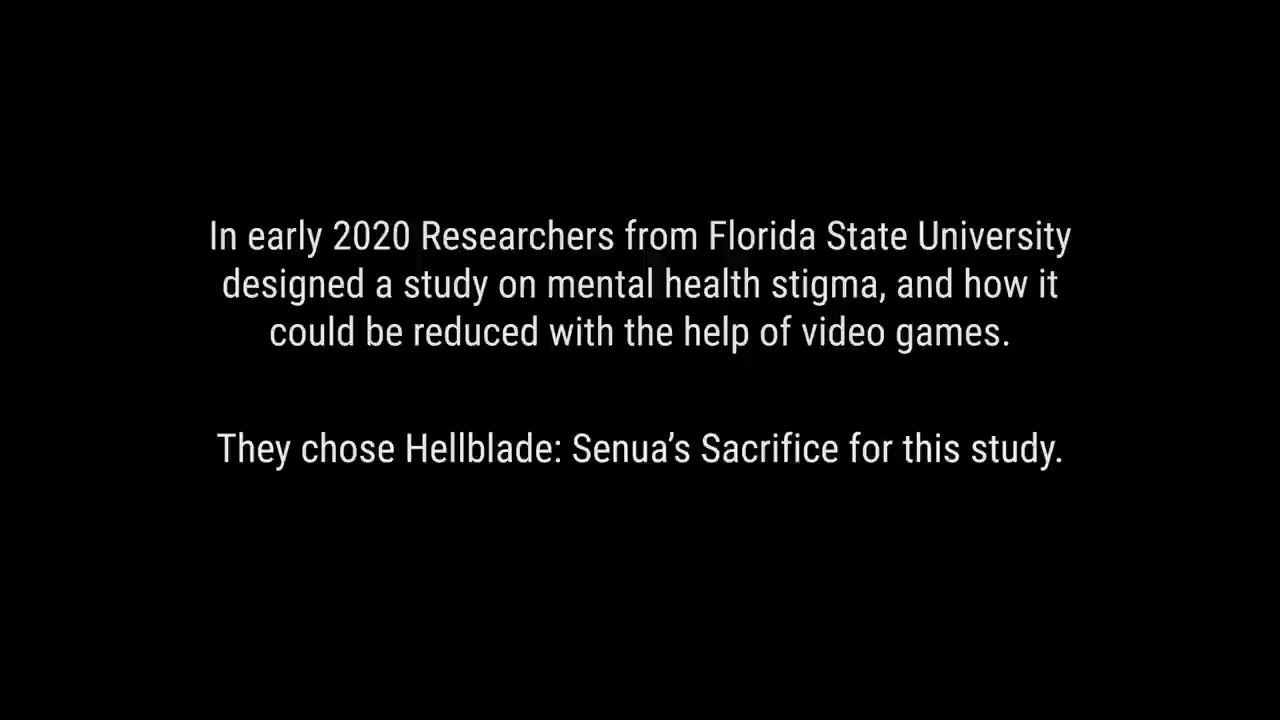 In early 2020 Researchers from Florida State University
designed a study on mental health stigma, and how it
could be reduced with the help of video games.
They chose Hellblade: Senua’s Sacrifice for this study.